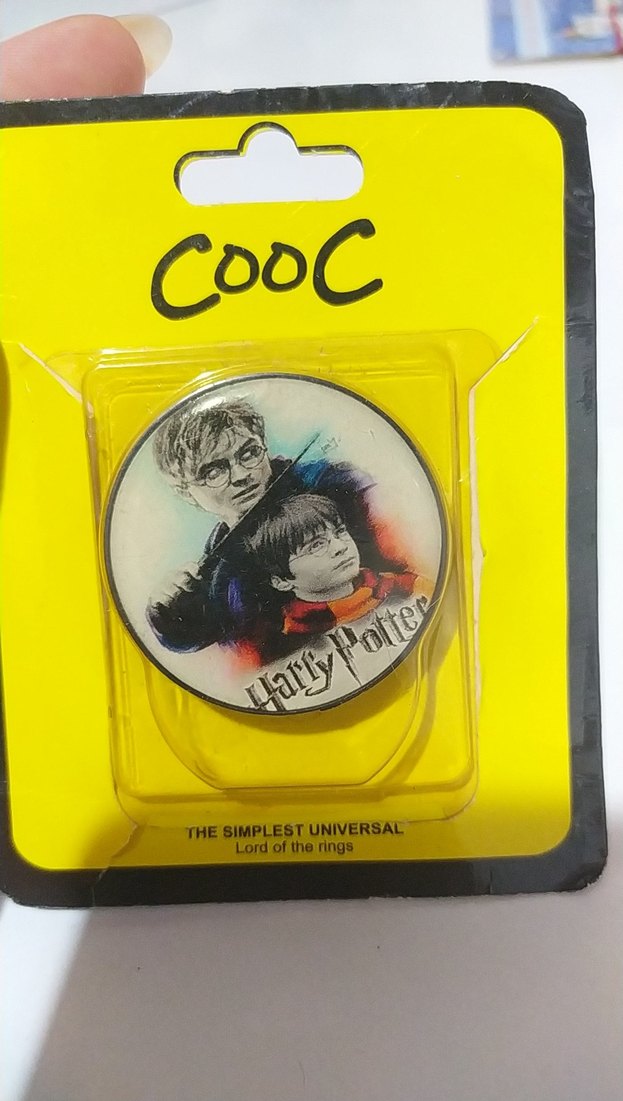 CooC
Harry Potter
THE SIMPLEST UNIVERSAL
Lord of the rings